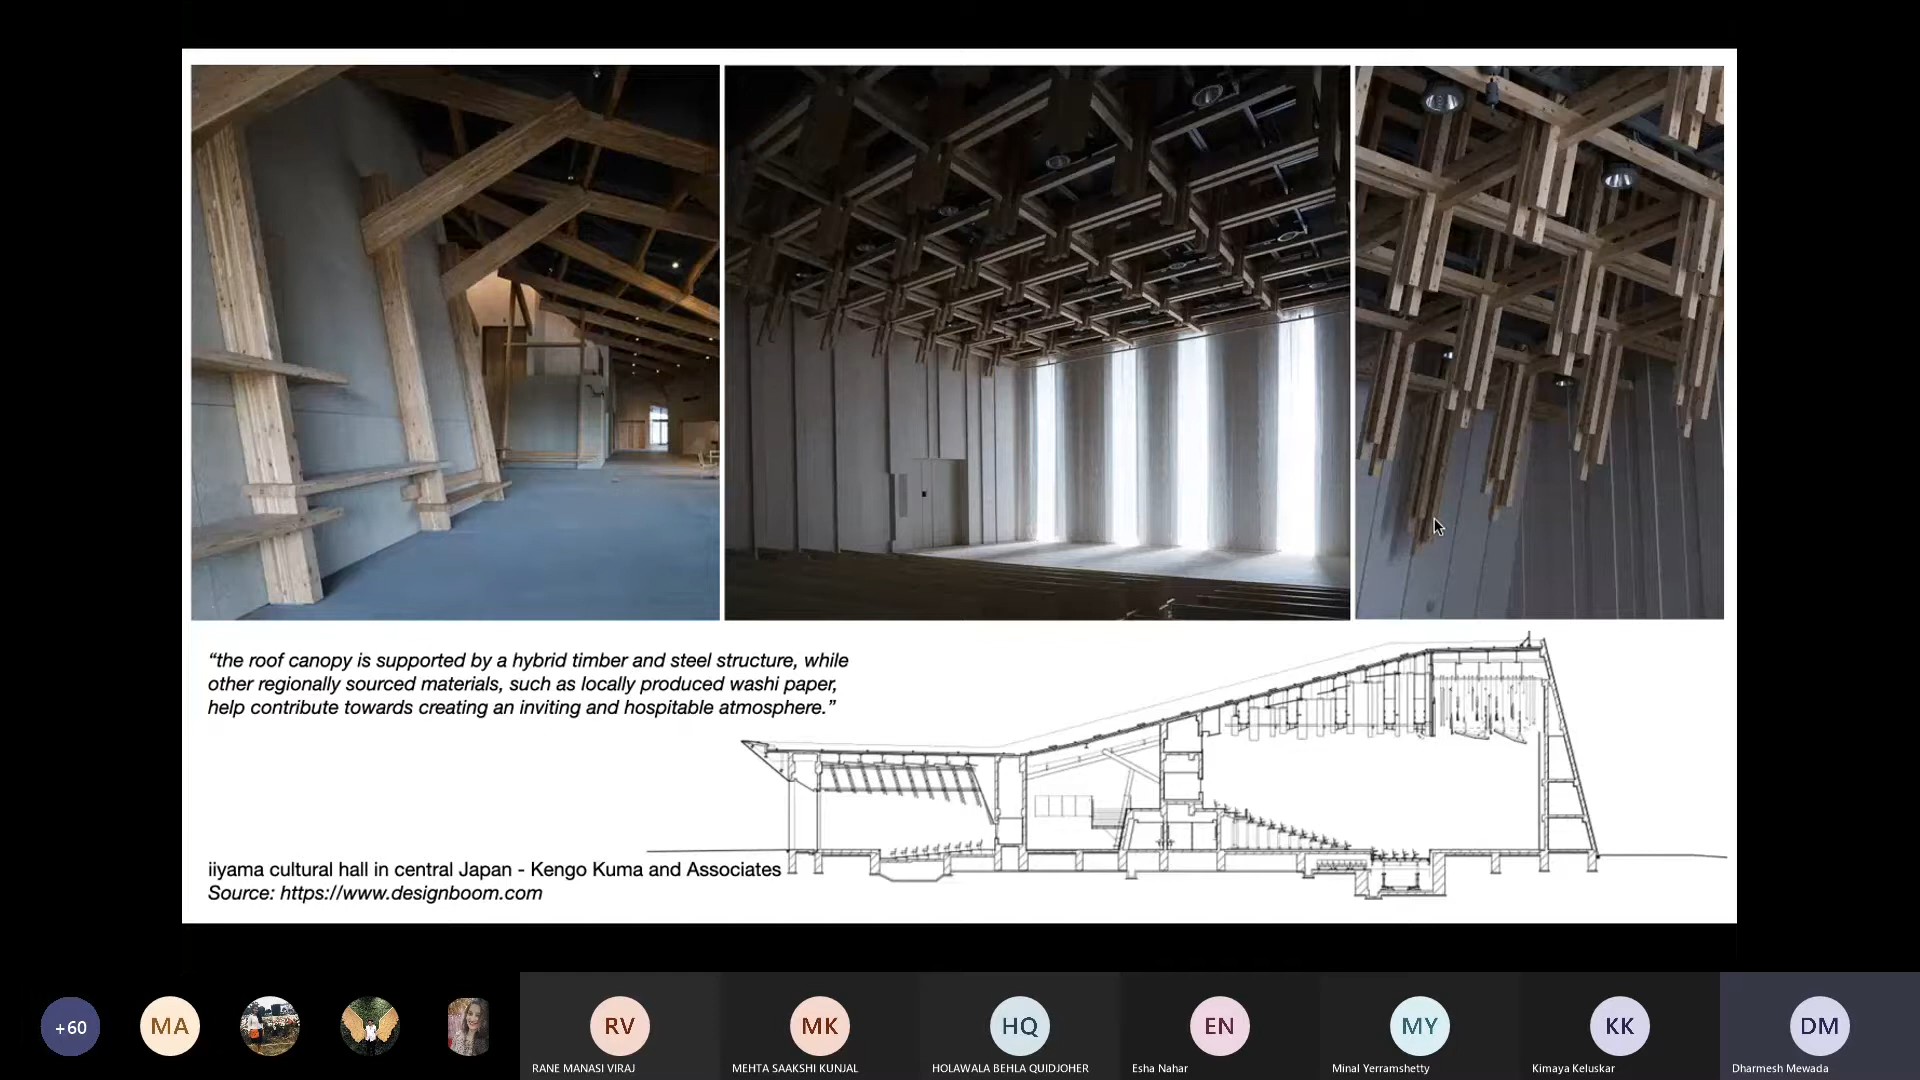 “the roof canopy is supported by a hybrid timber and steel structure, while
other regionally sourced materials, such as locally produced washi paper,
help contribute towards creating an inviting and hospitable atmosphere.”
iiyama cultural hall in central Japan - Kengo Kuma and Associates
Source: https://www.designboom.com
+60
MA
RV
RANE MANASI VIRAJ
MK
MEHTA SAAKSHI KUNJAL
HQ
HOLAWALA BEHLA QUIDJOHER
EN
Esha Nahar
MY
Minal Yerramshetty
KK
Kimaya Keluskar
DM
Dharmesh Mewada